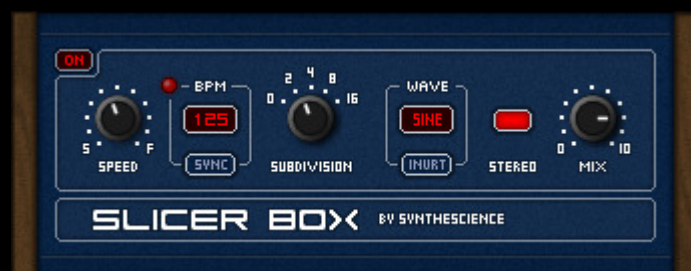 ON
BPM
WAVE
0 2 4 8 16
125
SINE
S F
SYNC
INVRT
0 10
SPEED
SUBDIVISION
STEREO
MIX
SLICER BOX
BY SYNTHESCIENCE